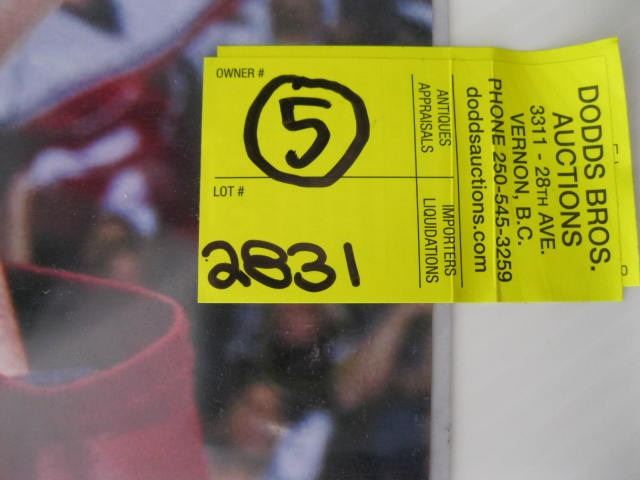 OWNER #
5
LOT #
2831
ANTIQUES
APPRAISALS
IMPORTERS
LIQUIDATIONS
DODDS BROS.
AUCTIONS
3311 - 28TH AVE.
VERNON, B.C.
PHONE 250-545-3259
doddsauctions.com